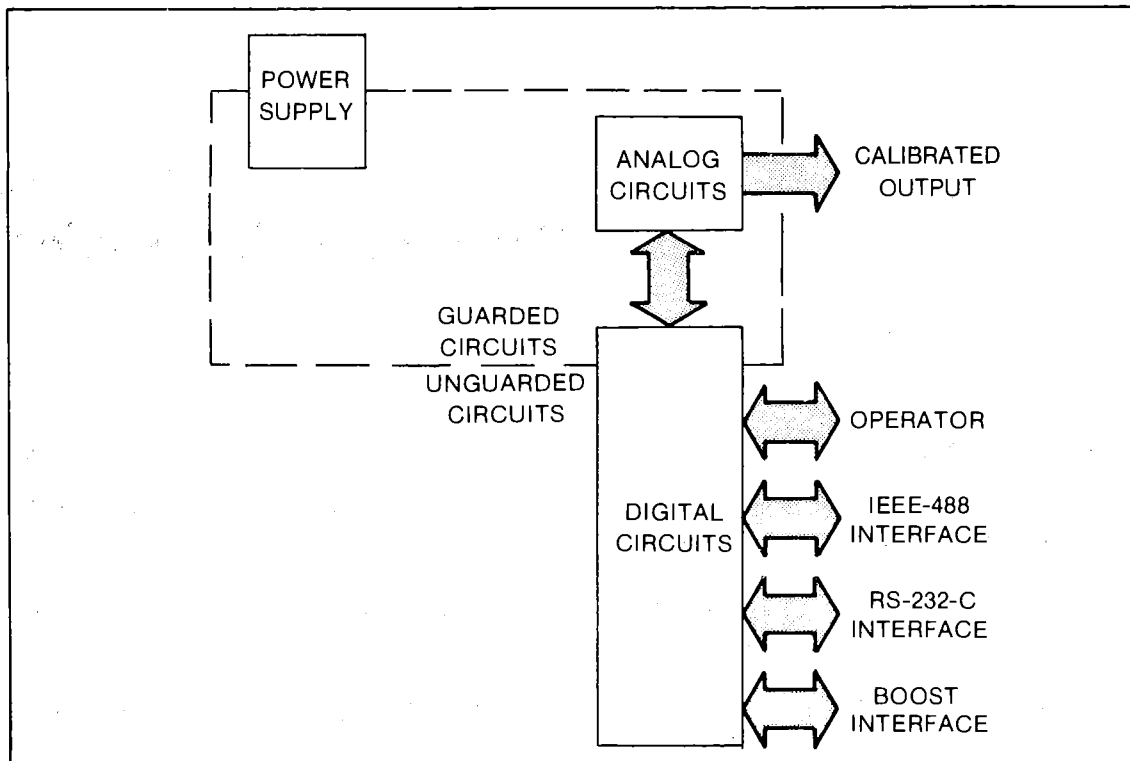 POWER
SUPPLY
ANALOG
CIRCUITS
CALIBRATED
OUTPUT
GUARDED
CIRCUITS
UNGUARDED
CIRCUITS
DIGITAL
CIRCUITS
OPERATOR
IEEE-488
INTERFACE
RS-232-C
INTERFACE
BOOST
INTERFACE